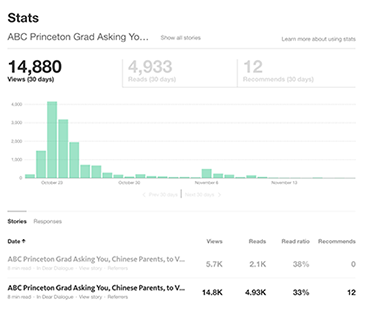 Stats
ABC Princeton Grad Asking Yo... Show all stories Learn more about using stats
14,880 4,933 12
Views (30 days) Reads (30 days) Recommends (30 days)
4,000
3,000
2,000
1,000
0
October 25 October 30 November 8 November 13
‹ Prev 30 days | Next 30 days ›
Stories Responses
Date ↑ Views Reads Read ratio Recommends
ABC Princeton Grad Asking You, Chinese Parents, to V... 5.7K 2.1K 38% 0
8 min read · In Dear Dialogue · View story · Referrers
ABC Princeton Grad Asking You, Chinese Parents, to V... 14.8K 4.93K 33% 12
8 min read · In Dear Dialogue · View story · Referrers